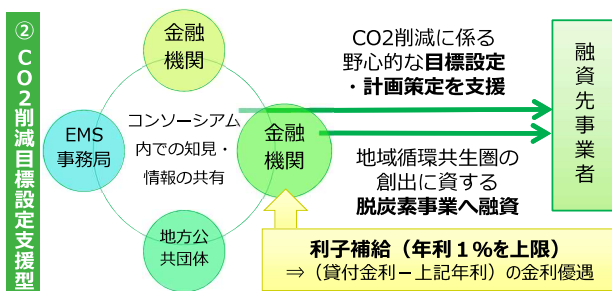 ②CO2削減目標設定支援型
金融
機関
EMS
事務局
コンソーシアム
内での知見・
情報の共有
金融
機関
地方公
共団体
CO2削減に係る
野心的な目標設定
・計画策定を支援
地域循環共生圏の
創出に資する
脱炭素事業へ融資
融資先事業者
利子補給（年利１％を上限）
⇒（貸付金利－上記年利）の金利優遇